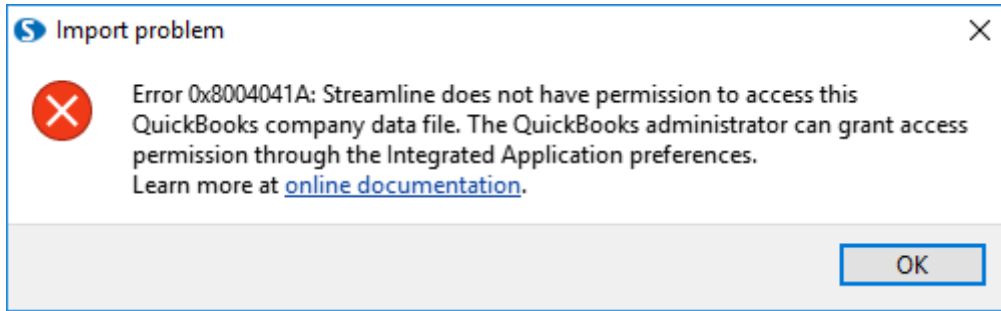 Import problem
Error 0x8004041A: Streamline does not have permission to access this
QuickBooks company data file. The QuickBooks administrator can grant access
permission through the Integrated Application preferences.
Learn more at online documentation.
OK